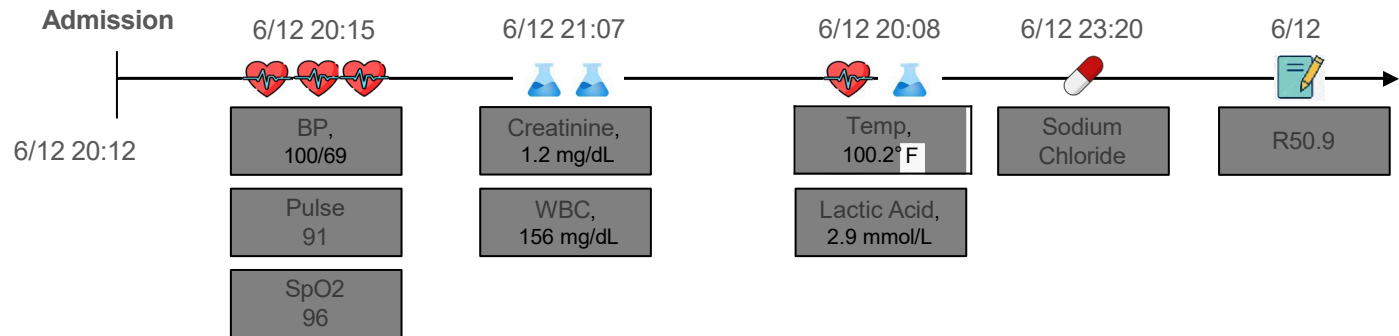 Admission
6/12 20:12
6/12 20:15
BP,
100/69
Pulse
91
SpO2
96
6/12 21:07
Creatinine,
1.2 mg/dL
WBC,
156 mg/dL
6/12 20:08
Temp,
100.2° F
Lactic Acid,
2.9 mmol/L
6/12 23:20
Sodium
Chloride
6/12
R50.9